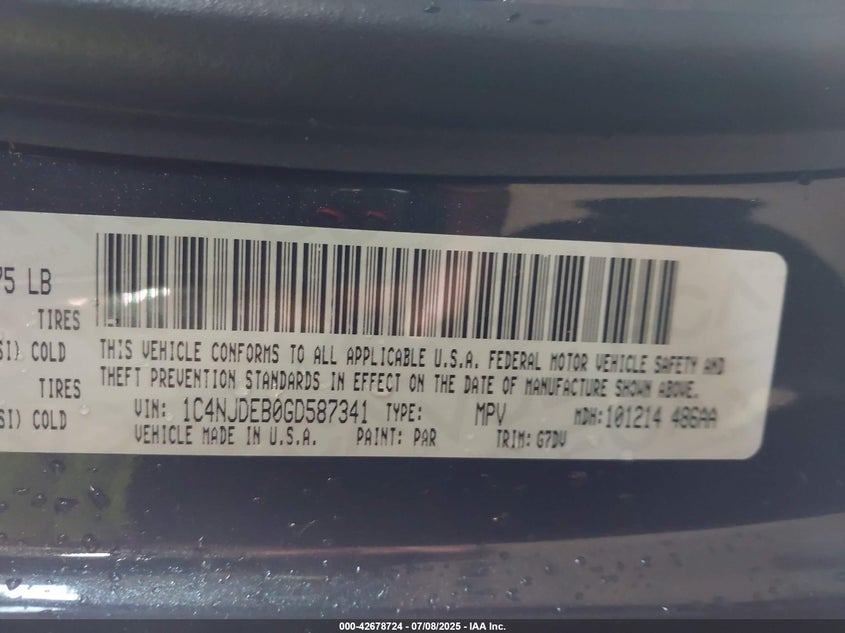 75 LB
TIRES
SI) COLD
TIRES
SI) COLD
THIS VEHICLE CONFORMS TO ALL APPLICABLE U.S.A. FEDERAL MOTOR VEHICLE SAFETY AND
THEFT PREVENTION STANDARDS IN EFFECT ON THE DATE OF MANUFACTURE SHOWN ABOVE.
VIN: 1C4NJDEB0GD587341 TYPE: MPV MDH:101214 486AA
VEHICLE MADE IN U.S.A. PAINT: PAR TRIM: G7DV
000-42678724 - 07/08/2025 - IAA Inc.